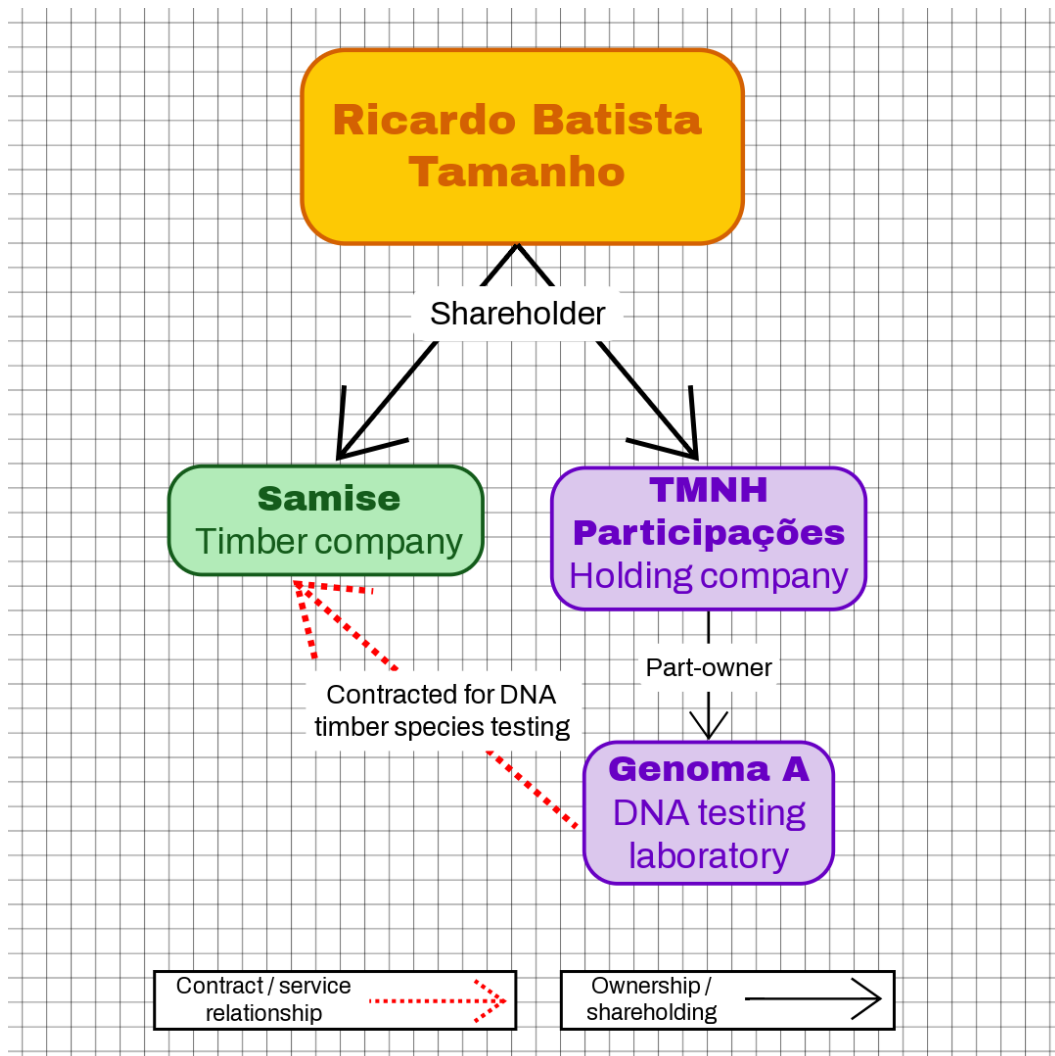 Ricardo Batista
Tamanho
Shareholder
Samise
Timber company
TMNH
Participações
Holding company
Part-owner
Contracted for DNA
timber species testing
Genoma A
DNA testing
laboratory
Contract / service
relationship
Ownership /
shareholding